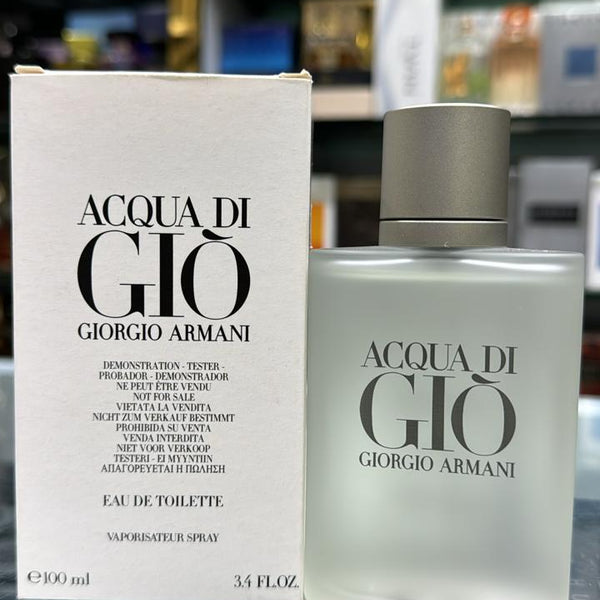 ACQUA DI
GIÒ
GIORGIO ARMANI
DEMONSTRATION - TESTER -
PROBADOR - DEMONSTRADOR
NE PEUT ÊTRE VENDU
NOT FOR SALE
VIETATA LA VENDITA
NICHT ZUM VERKAUF BESTIMMT
PROHIBIDA SU VENTA
VENDA INTERDITA
NIET VOOR VERKOOP
TESTERI - EI MYYNTIIN
ΑΠΑΓΟΡΕΥΕΤΑΙ Η ΠΩΛΗΣΗ
EAU DE TOILETTE
VAPORISATEUR SPRAY
℮100 ml 3.4 FL.OZ.
ACQUA DI
GIÒ
GIORGIO ARMANI